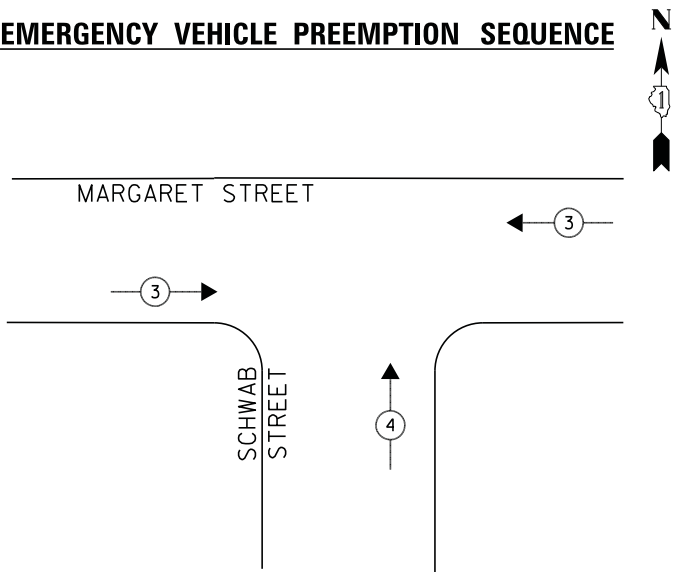 EMERGENCY VEHICLE PREEMPTION SEQUENCE
N
1
MARGARET STREET
3
3
SCHWAB
STREET
4